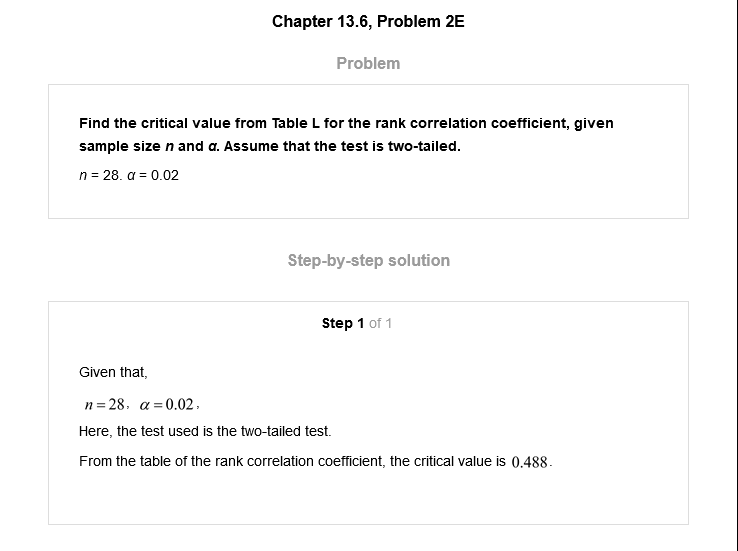 Chapter 13.6, Problem 2E
Problem
Find the critical value from Table L for the rank correlation coefficient, given
sample size n and α. Assume that the test is two-tailed.
n = 28. α = 0.02
Step-by-step solution
Step 1 of 1
Given that,
n = 28, α = 0.02,
Here, the test used is the two-tailed test.
From the table of the rank correlation coefficient, the critical value is 0.488.